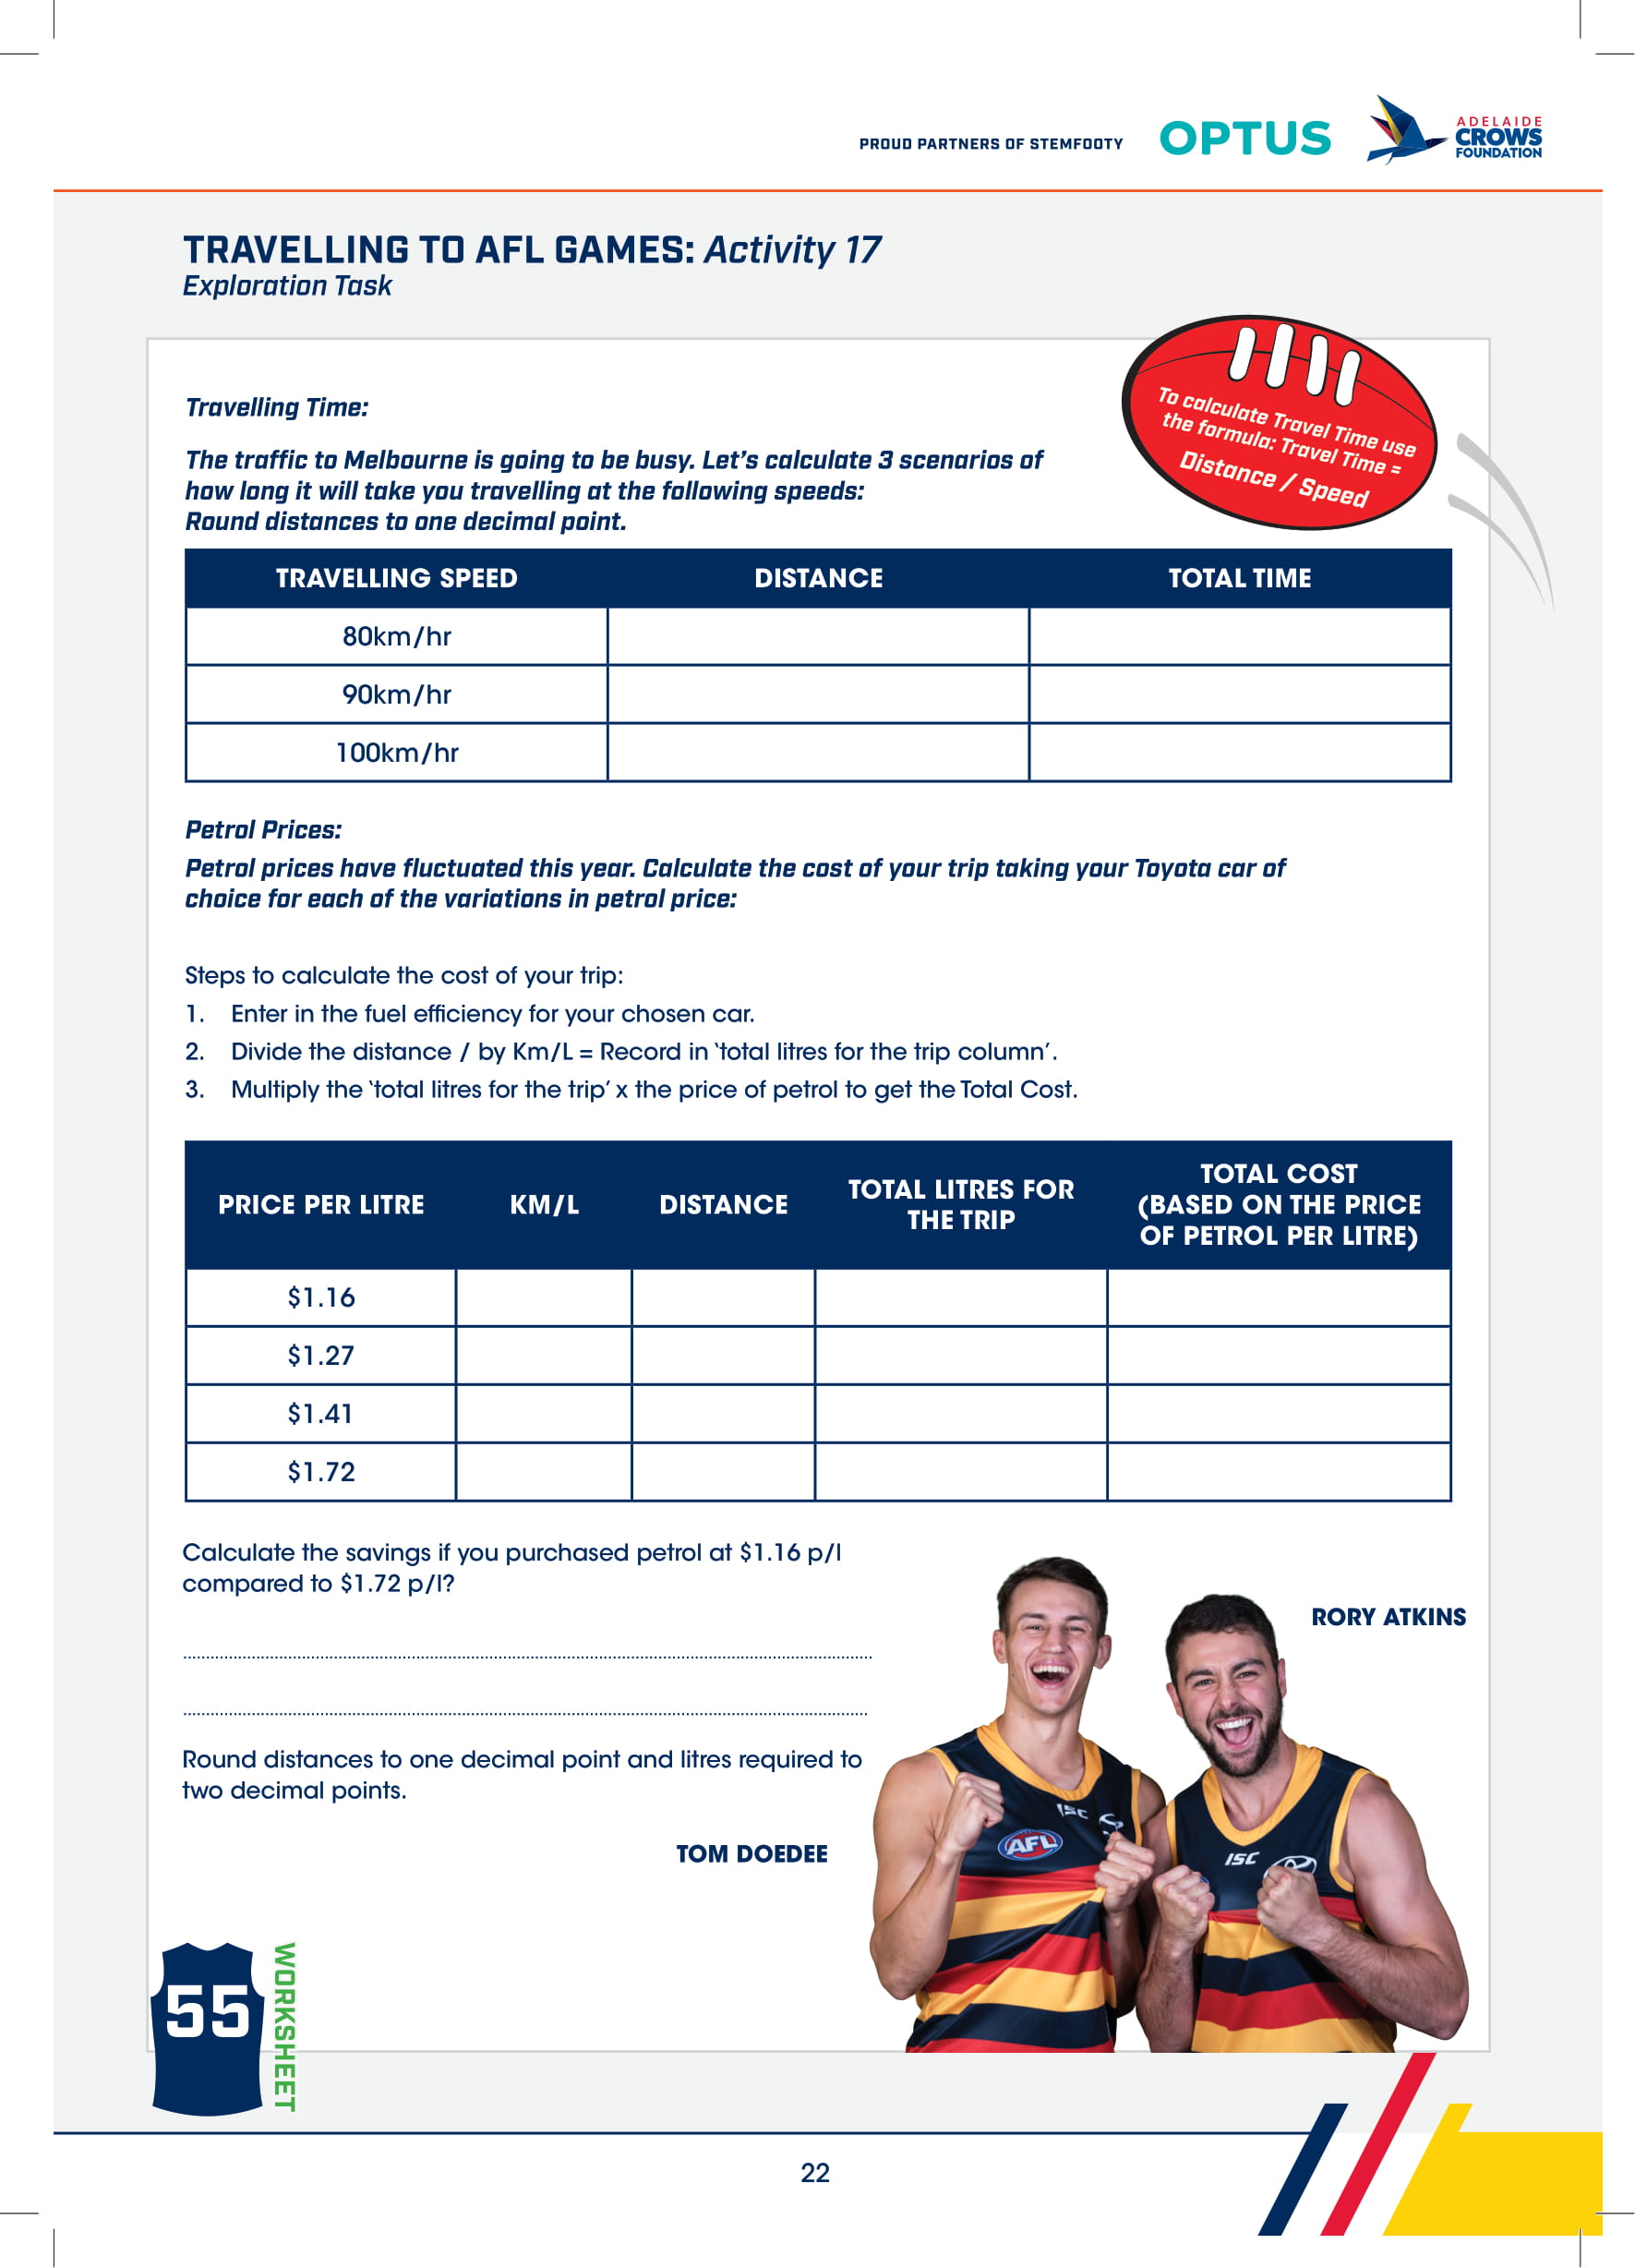 PROUD PARTNERS OF STEMFOOTY
OPTUS
ADELAIDE
CROWS
FOUNDATION
TRAVELLING TO AFL GAMES: Activity 17
Exploration Task
To calculate Travel Time use
the formula: Travel Time =
Distance / Speed
Travelling Time:
The traffic to Melbourne is going to be busy. Let’s calculate 3 scenarios of
how long it will take you travelling at the following speeds:
Round distances to one decimal point.
TRAVELLING SPEED DISTANCE TOTAL TIME
80km/hr
90km/hr
100km/hr
Petrol Prices:
Petrol prices have fluctuated this year. Calculate the cost of your trip taking your Toyota car of
choice for each of the variations in petrol price:
Steps to calculate the cost of your trip:
1. Enter in the fuel efficiency for your chosen car.
2. Divide the distance / by Km/L = Record in ‘total litres for the trip column’.
3. Multiply the ‘total litres for the trip’ x the price of petrol to get the Total Cost.
PRICE PER LITRE KM/L DISTANCE TOTAL LITRES FOR
THE TRIP
TOTAL COST
(BASED ON THE PRICE
OF PETROL PER LITRE)
$1.16
$1.27
$1.41
$1.72
Calculate the savings if you purchased petrol at $1.16 p/l
compared to $1.72 p/l?
RORY ATKINS
Round distances to one decimal point and litres required to
two decimal points.
TOM DOEDEE
ISC
AFL
ISC
55
WORKSHEET
22